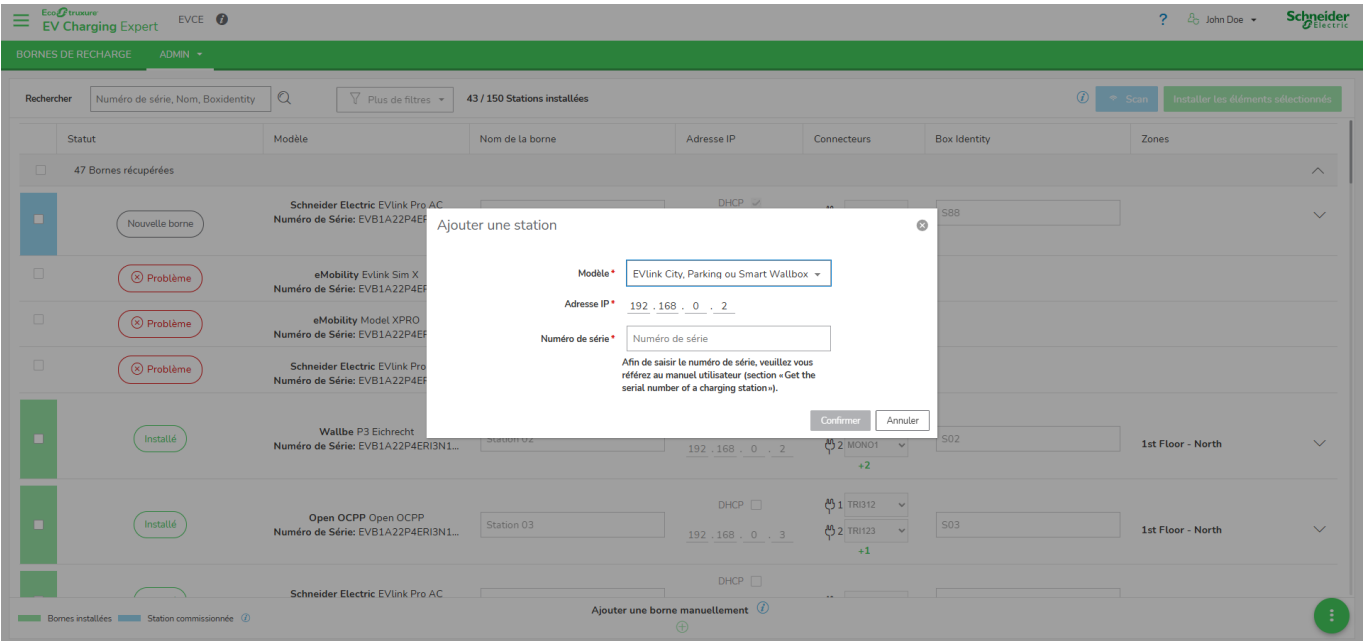 EcoStruxure
EV Charging Expert
EVCE
?
John Doe
Schneider
Electric
BORNES DE RECHARGE
ADMIN
Rechercher
Numéro de série, Nom, Boxidentity
Plus de filtres
43 / 150 Stations installées
Scan
Installer les éléments sélectionnés
Statut
Modèle
Nom de la borne
Adresse IP
Connecteurs
Box Identity
Zones
47 Bornes récupérées
Nouvelle borne
Schneider Electric EVlink Pro AC
Numéro de Série: EVB1A22P4ER
DHCP
S88
Problème
eMobility Evlink Sim X
Numéro de Série: EVB1A22P4ER
Problème
eMobility Model XPRO
Numéro de Série: EVB1A22P4ER
Problème
Schneider Electric EVlink Pro
Numéro de Série: EVB1A22P4ER
Ajouter une station
Modèle*
EVlink City, Parking ou Smart Wallbox
Adresse IP*
192 . 168 . 0 . 2
Numéro de série*
Numéro de série
Afin de saisir le numéro de série, veuillez vous
référez au manuel utilisateur (section «Get the
serial number of a charging station»).
Confirmer
Annuler
Installé
Wallbe P3 Eichrecht
Numéro de Série: EVB1A22P4ERI3N1...
Station 02
192 . 168 . 0 . 2
2 MONO1
+2
S02
1st Floor - North
Installé
Open OCPP Open OCPP
Numéro de Série: EVB1A22P4ERI3N1...
Station 03
DHCP
192 . 168 . 0 . 3
1 TRI312
2 TRI123
+1
S03
1st Floor - North
Schneider Electric EVlink Pro AC
DHCP
Bornes installées
Station commissionnée
Ajouter une borne manuellement